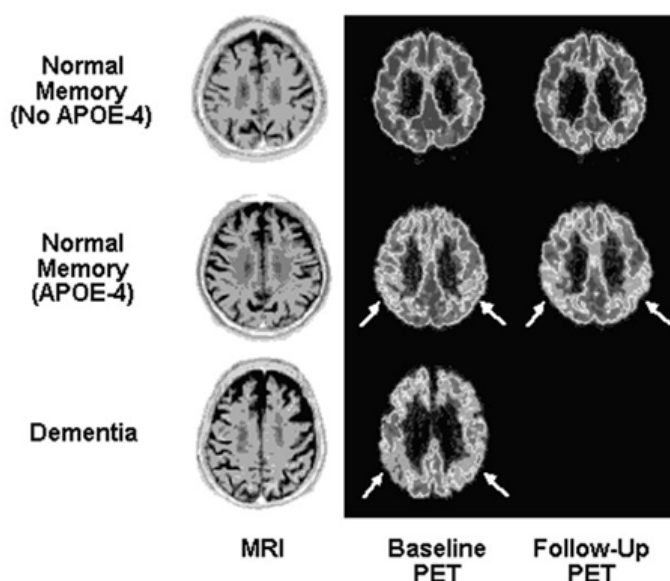 Normal
Memory
(No APOE-4)
Normal
Memory
(APOE-4)
Dementia
MRI
Baseline
PET
Follow-Up
PET